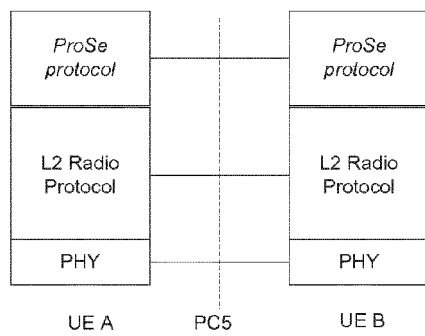 ProSe
protocol
ProSe
protocol
L2 Radio
Protocol
L2 Radio
Protocol
PHY
PHY
UE A
PC5
UE B